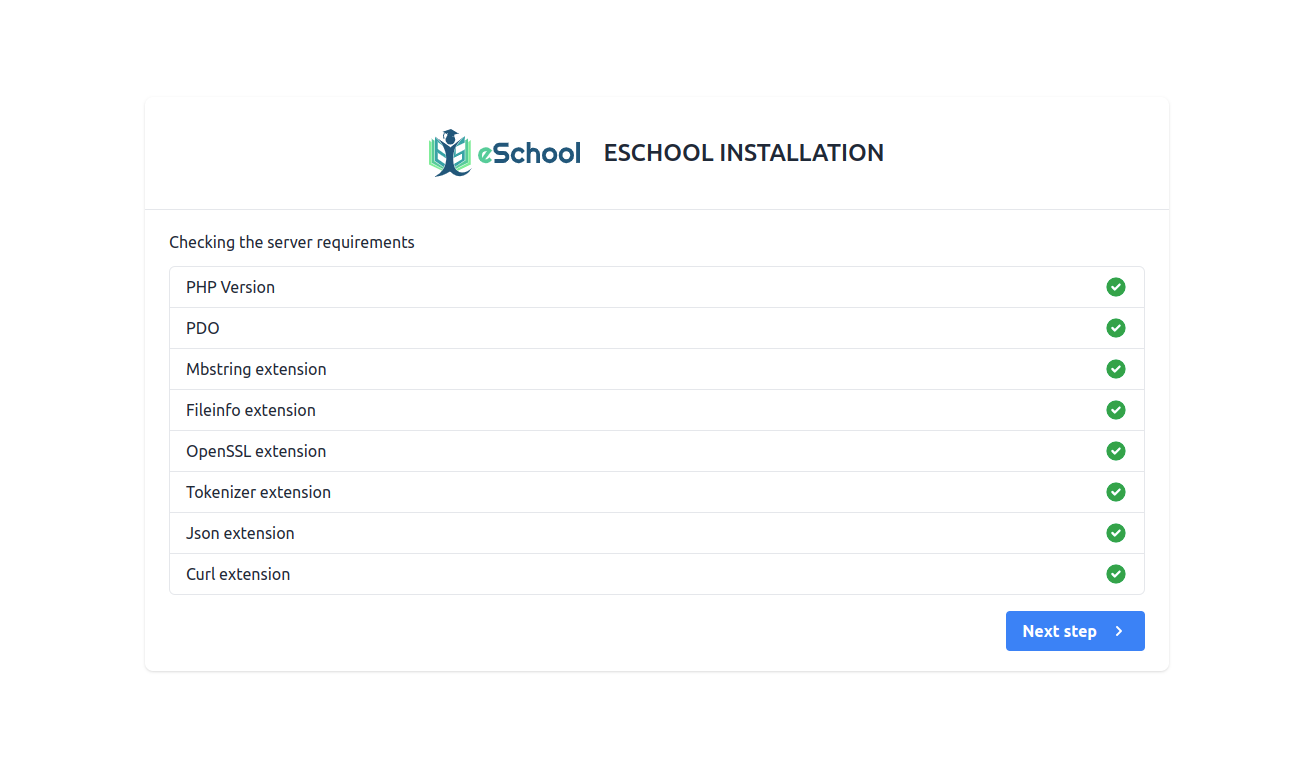 eSchool ESCHOOL INSTALLATION
Checking the server requirements
PHP Version
PDO
Mbstring extension
Fileinfo extension
OpenSSL extension
Tokenizer extension
Json extension
Curl extension
Next step